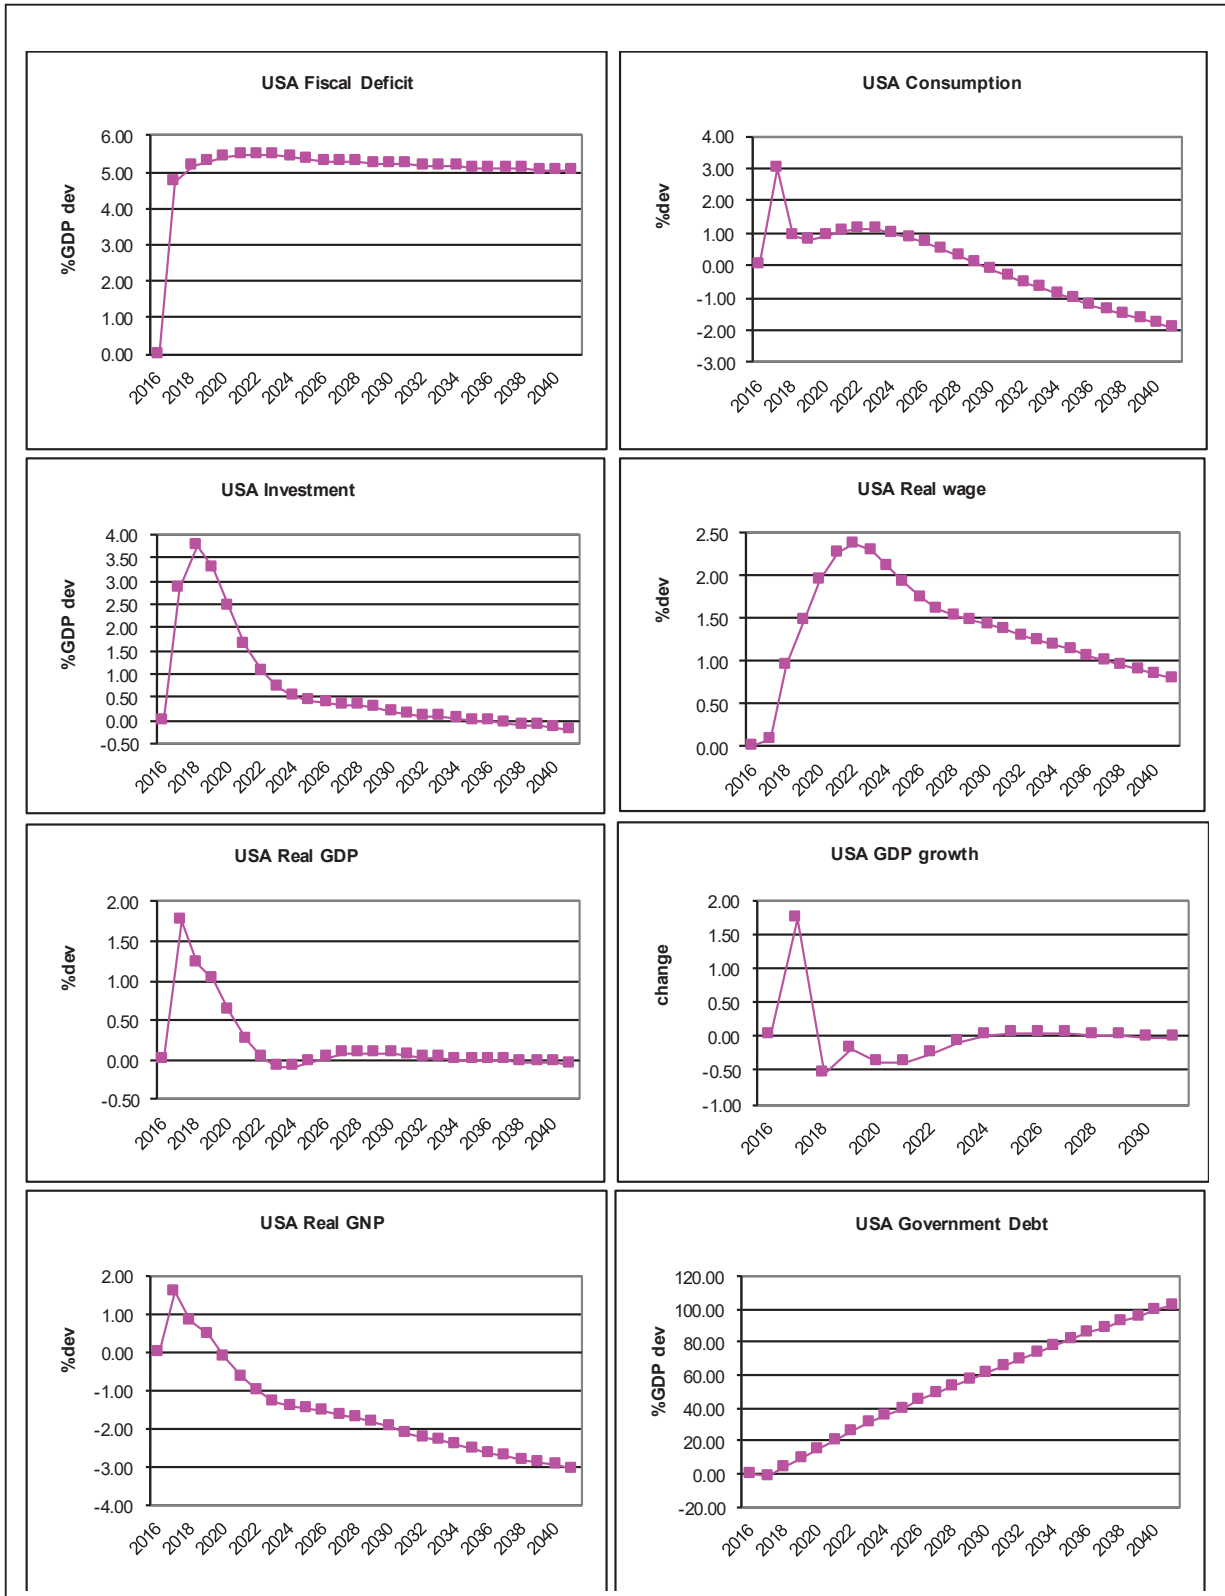 USA Fiscal Deficit
%GDP dev
6.00
5.00
4.00
3.00
2.00
1.00
0.00
2016 2018 2020 2022 2024 2026 2028 2030 2032 2034 2036 2038 2040
USA Consumption
%dev
4.00
3.00
2.00
1.00
0.00
-1.00
-2.00
-3.00
2016 2018 2020 2022 2024 2026 2028 2030 2032 2034 2036 2038 2040
USA Investment
%GDP dev
4.00
3.50
3.00
2.50
2.00
1.50
1.00
0.50
0.00
-0.50
2016 2018 2020 2022 2024 2026 2028 2030 2032 2034 2036 2038 2040
USA Real wage
%dev
2.50
2.00
1.50
1.00
0.50
0.00
2016 2018 2020 2022 2024 2026 2028 2030 2032 2034 2036 2038 2040
USA Real GDP
%dev
2.00
1.50
1.00
0.50
0.00
-0.50
2016 2018 2020 2022 2024 2026 2028 2030 2032 2034 2036 2038 2040
USA GDP growth
change
2.00
1.50
1.00
0.50
0.00
-0.50
-1.00
2016 2018 2020 2022 2024 2026 2028 2030
USA Real GNP
%dev
2.00
1.00
0.00
-1.00
-2.00
-3.00
-4.00
2016 2018 2020 2022 2024 2026 2028 2030 2032 2034 2036 2038 2040
USA Government Debt
%GDP dev
120.00
100.00
80.00
60.00
40.00
20.00
0.00
-20.00
2016 2018 2020 2022 2024 2026 2028 2030 2032 2034 2036 2038 2040